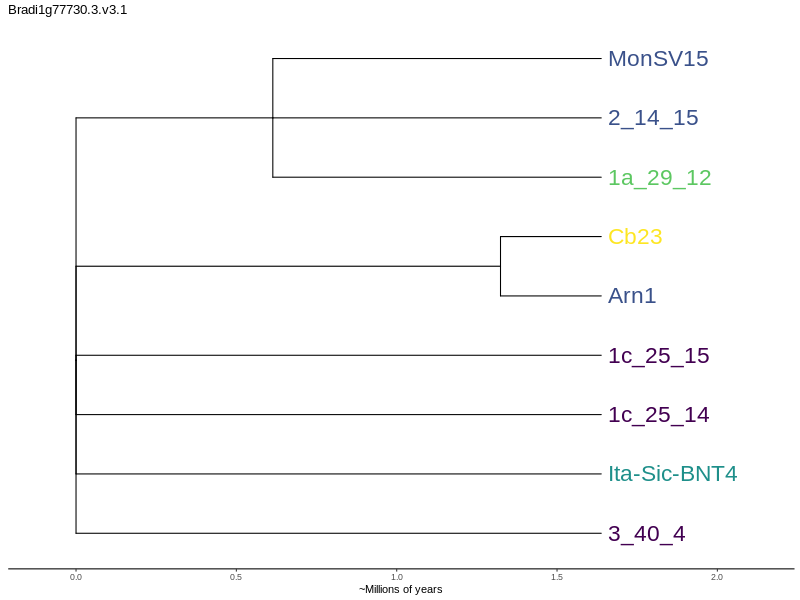 Bradi1g77730.3.v3.1
MonSV15
2_14_15
1a_29_12
Cb23
Arn1
1c_25_15
1c_25_14
Ita-Sic-BNT4
3_40_4
0.0 0.5 1.0 1.5 2.0
~Millions of years